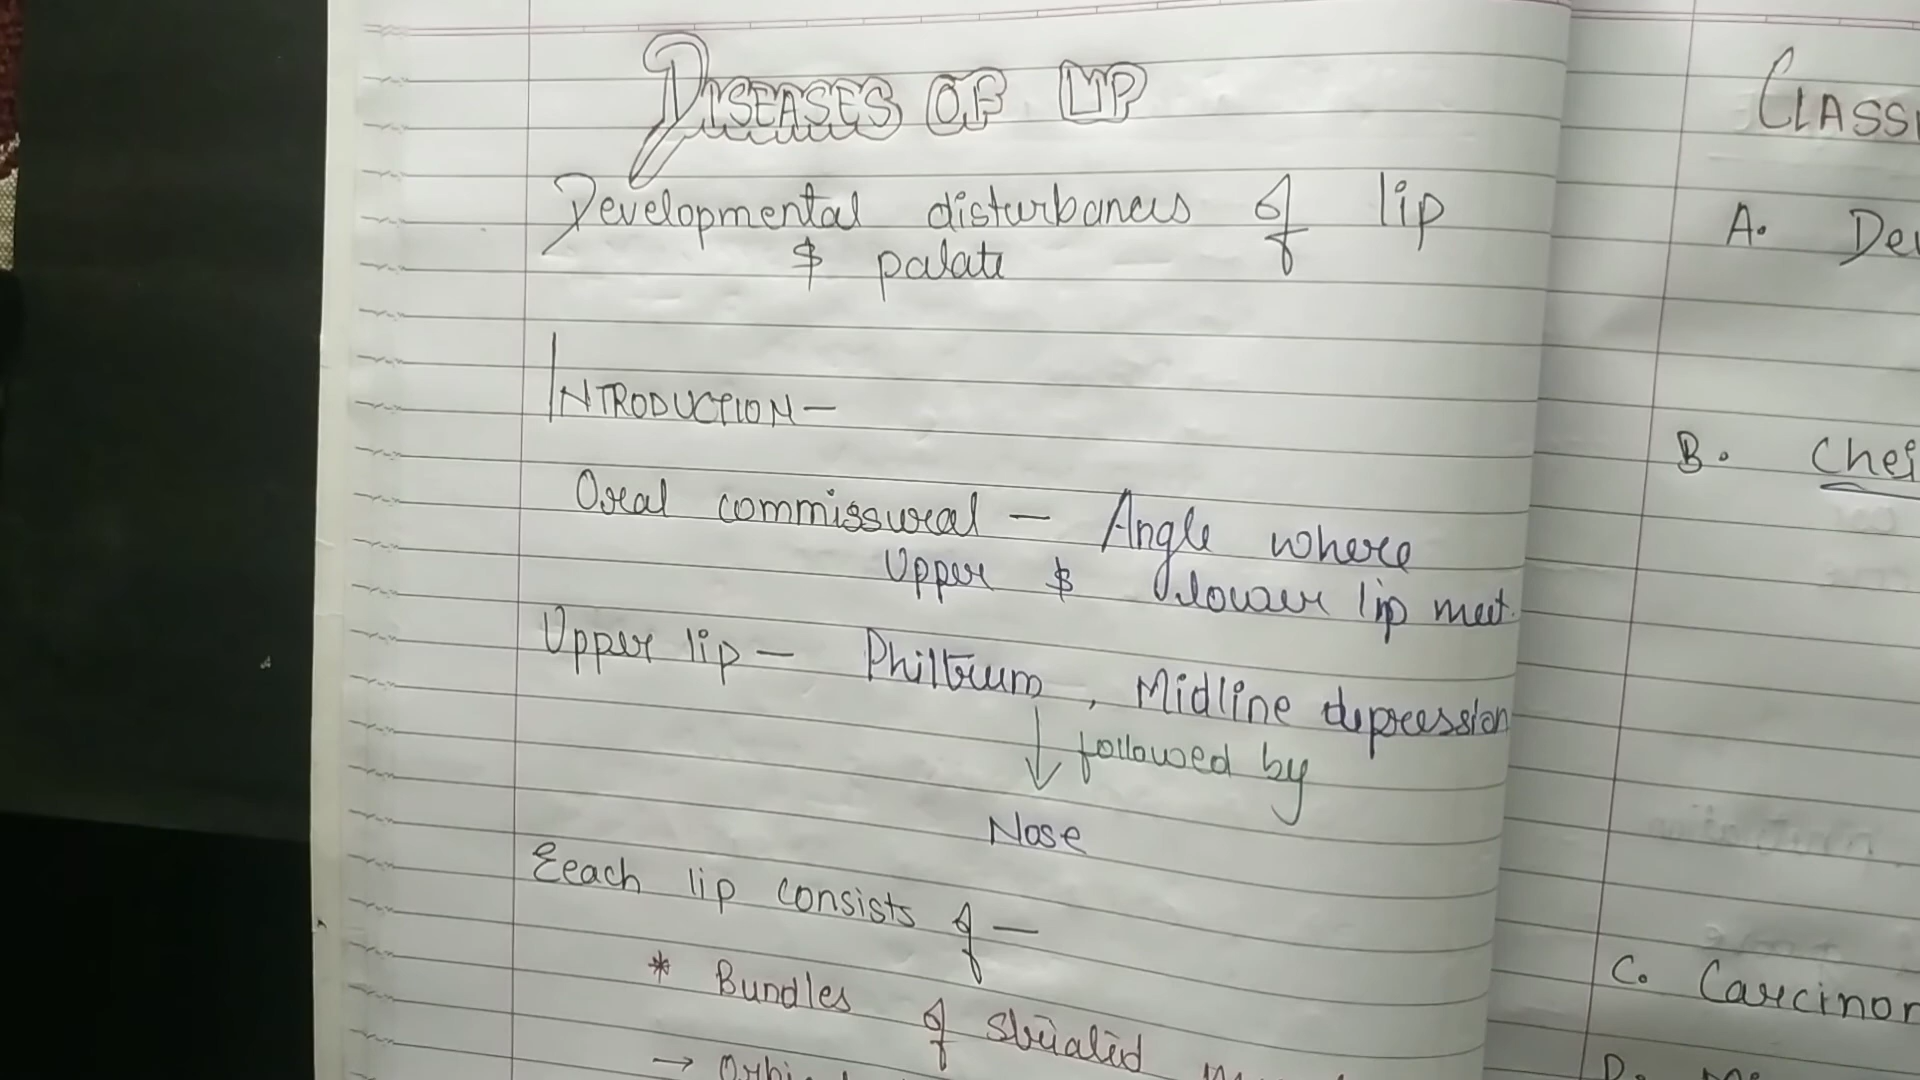 DISEASES OF LIP
Developmental disturbances of lip
& palate
INTRODUCTION—
Oral commissural — Angle where
Upper & lower lip meet.
Upper lip — Philtrum, Midline depression
↓ followed by
Nose
Eeach lip consists of —
* Bundles of striated
→
CLASS
A. De
B. Chei
C. Carcino
D.